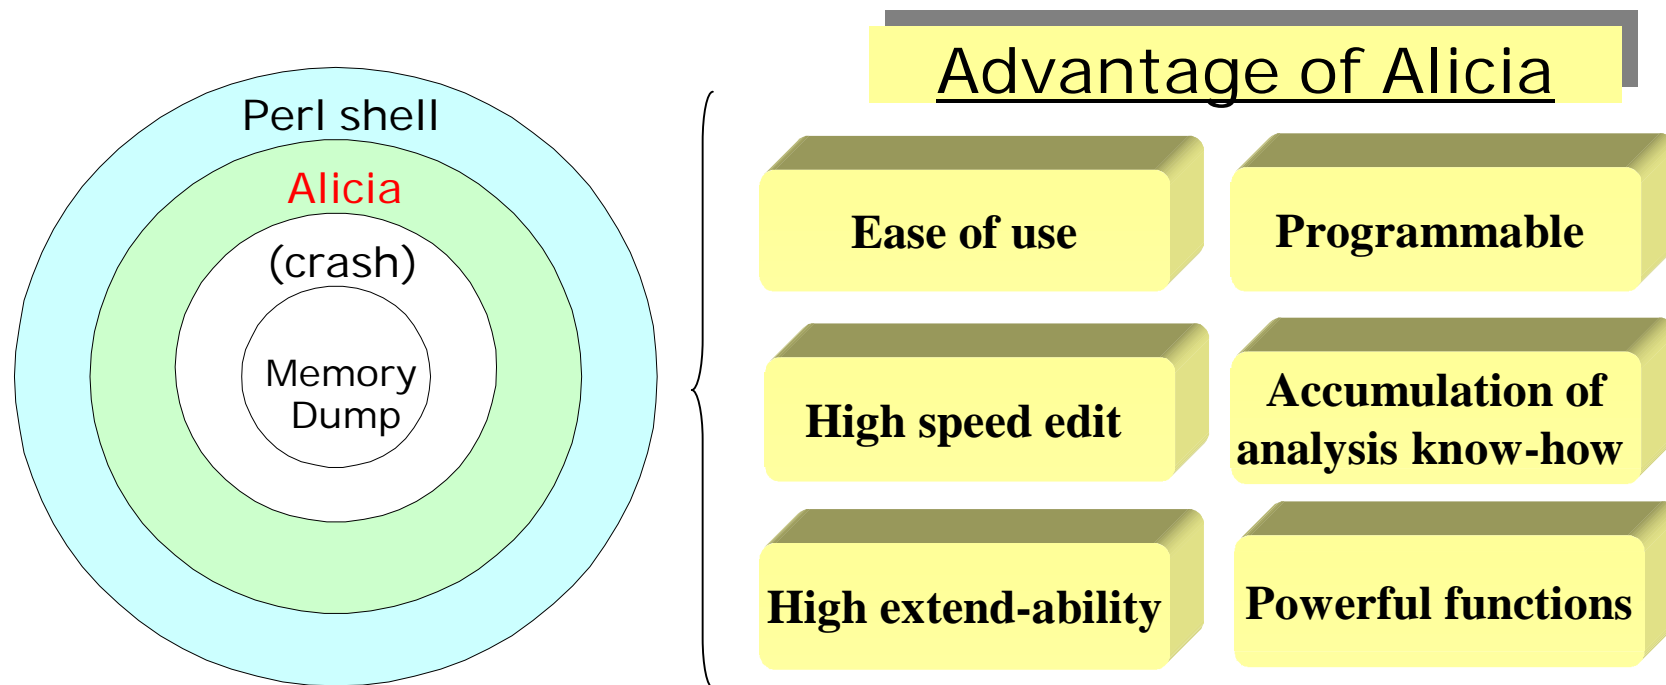 Advantage of Alicia
Perl shell
Alicia
(crash)
Memory
Dump
Ease of use
Programmable
High speed edit
Accumulation of
analysis know-how
High extend-ability
Powerful functions